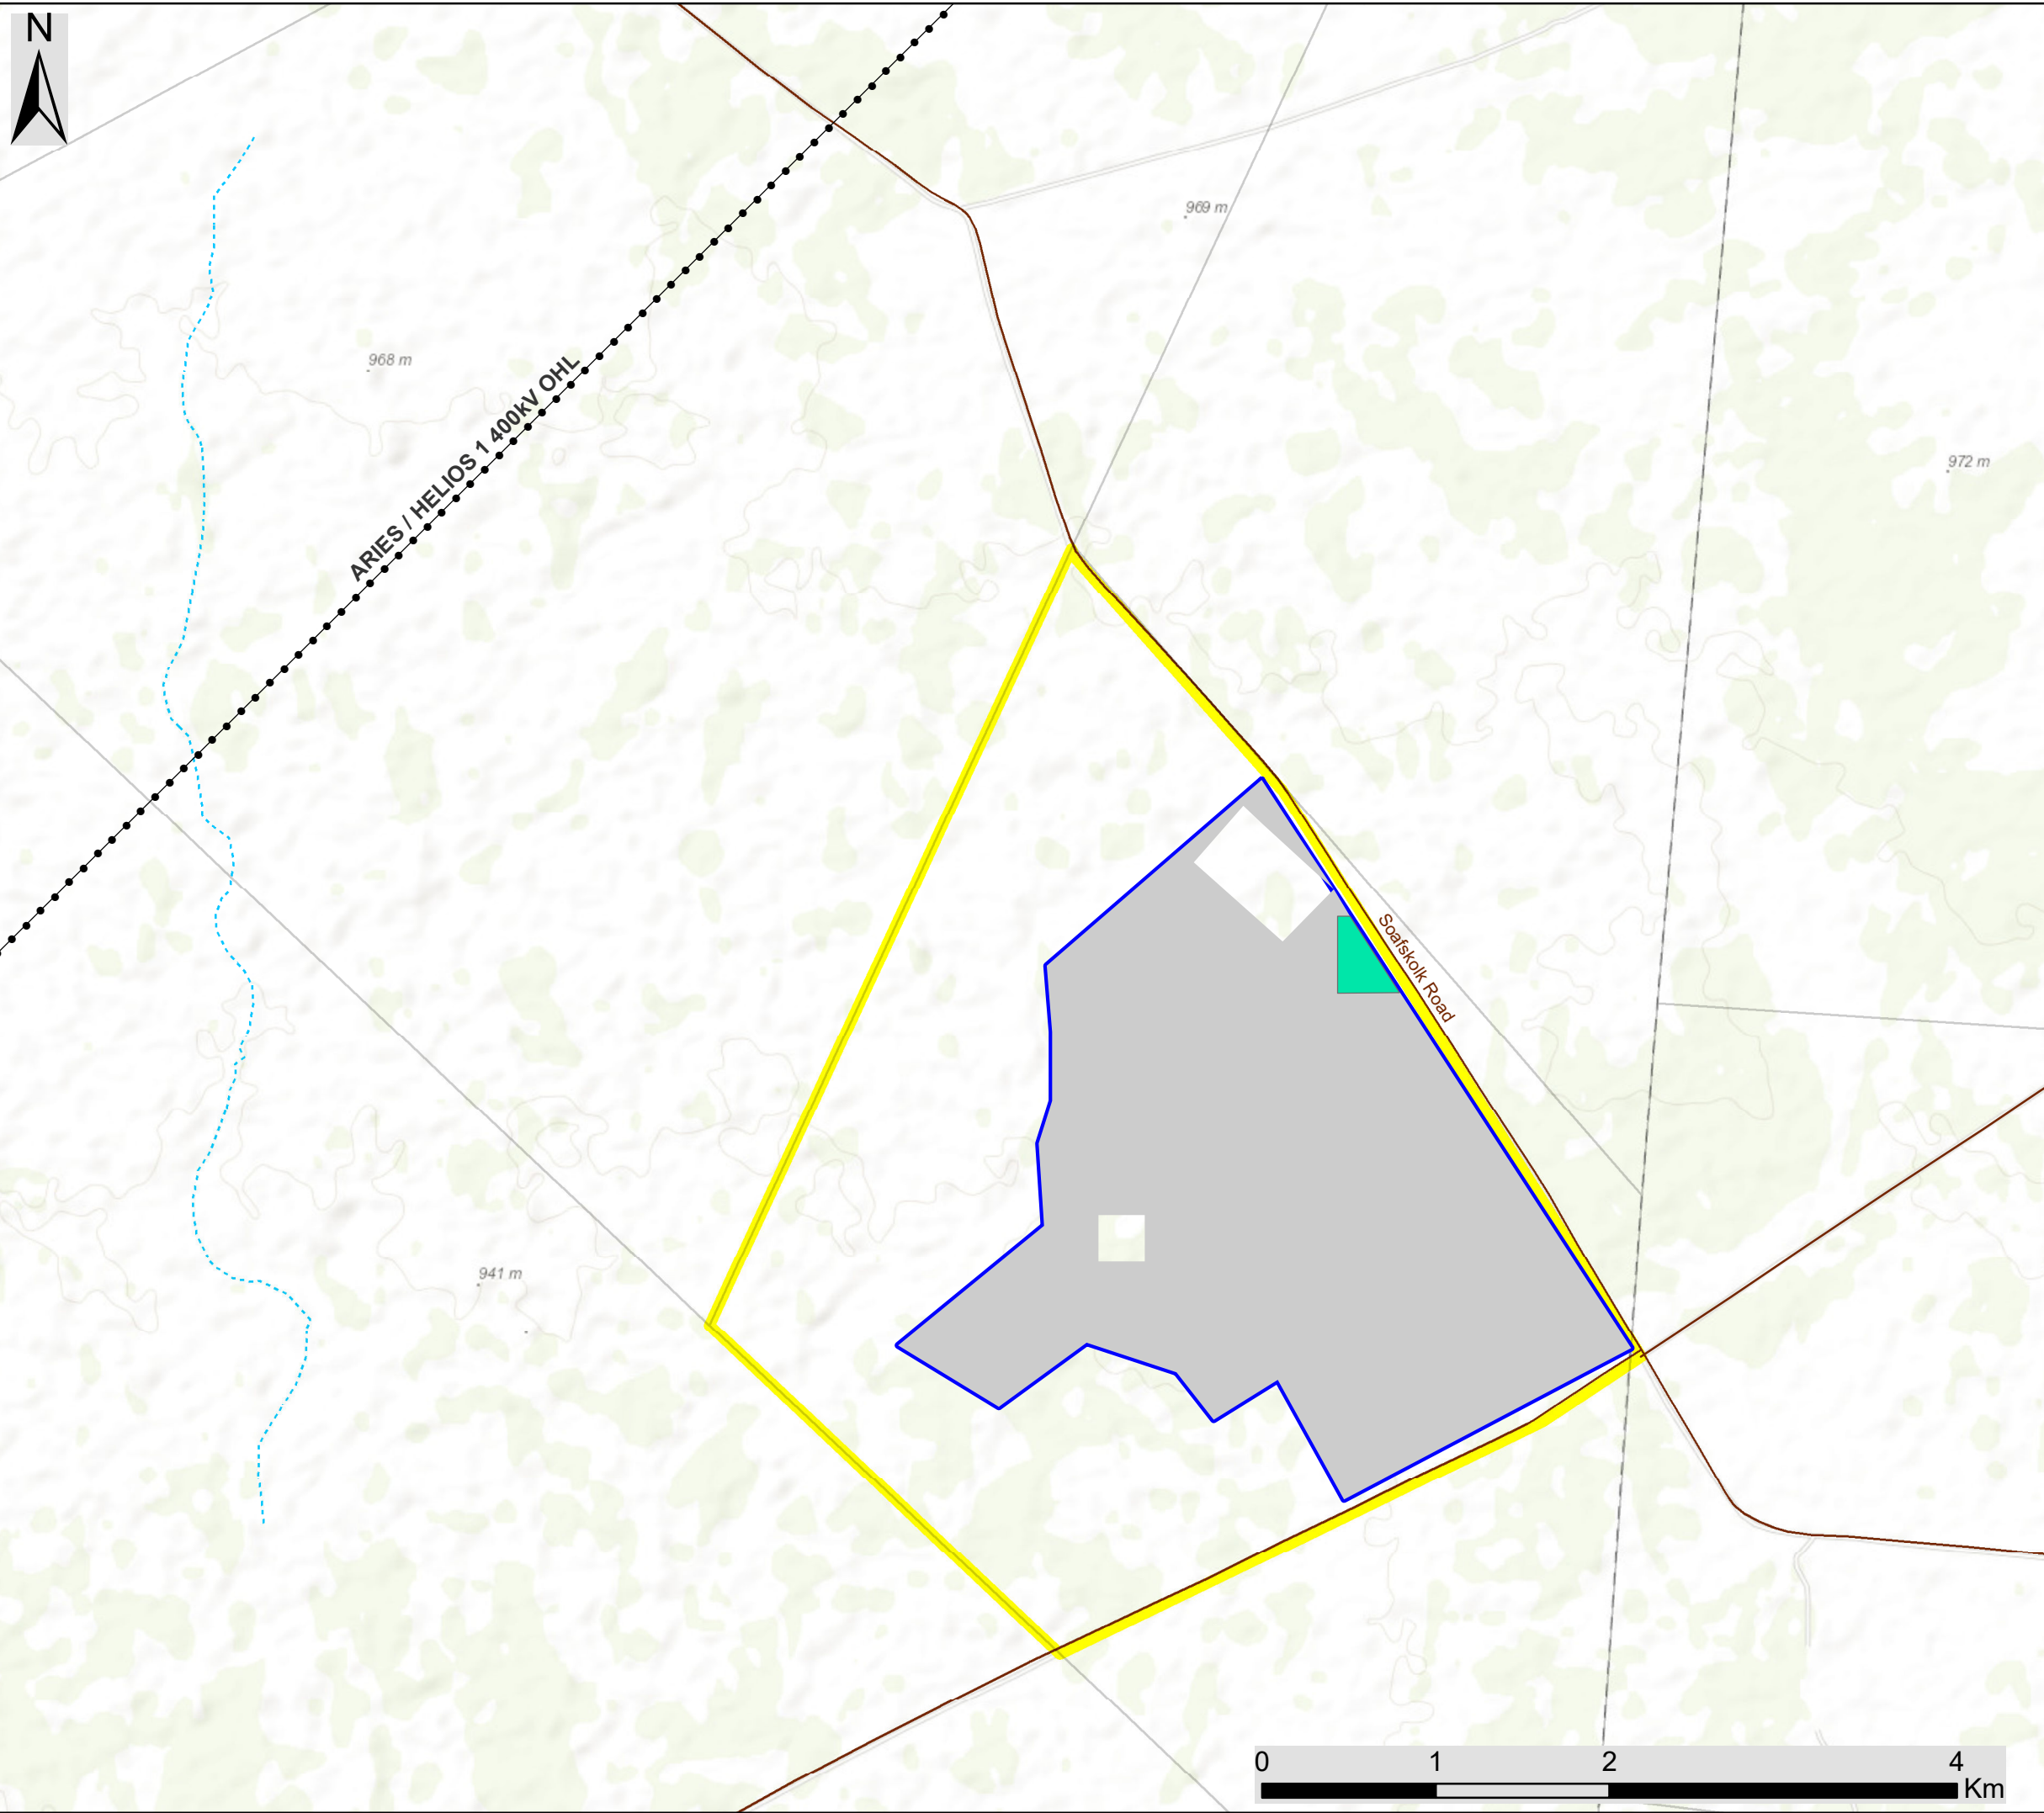 N
969 m
968 m
ARIES / HELIOS 1 400kV OHL
972 m
Soafskolk Road
941 m
0 1 2 4
Km